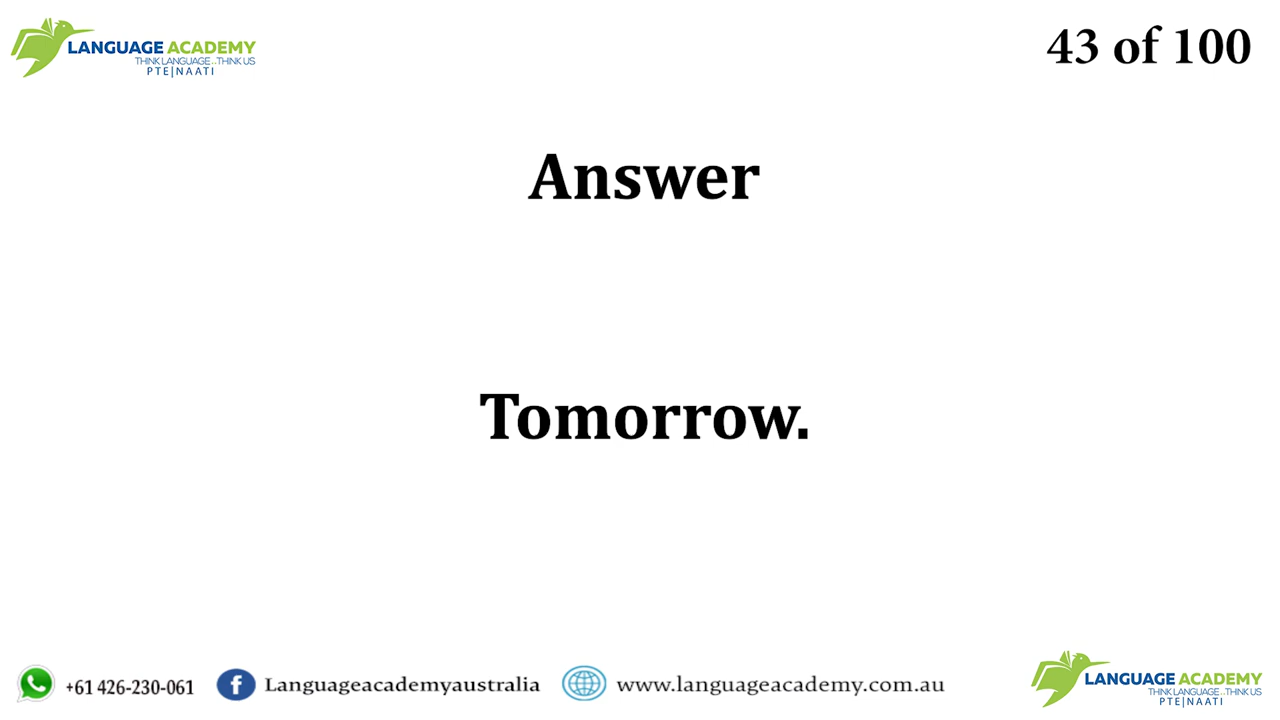 LANGUAGE ACADEMY
THINK LANGUAGE...THINK US
PTE|NAATI
43 of 100
Answer
Tomorrow.
+61 426-230-061
Languageacademyaustralia
www.languageacademy.com.au
LANGUAGE ACADEMY
THINK LANGUAGE...THINK US
PTE|NAATI